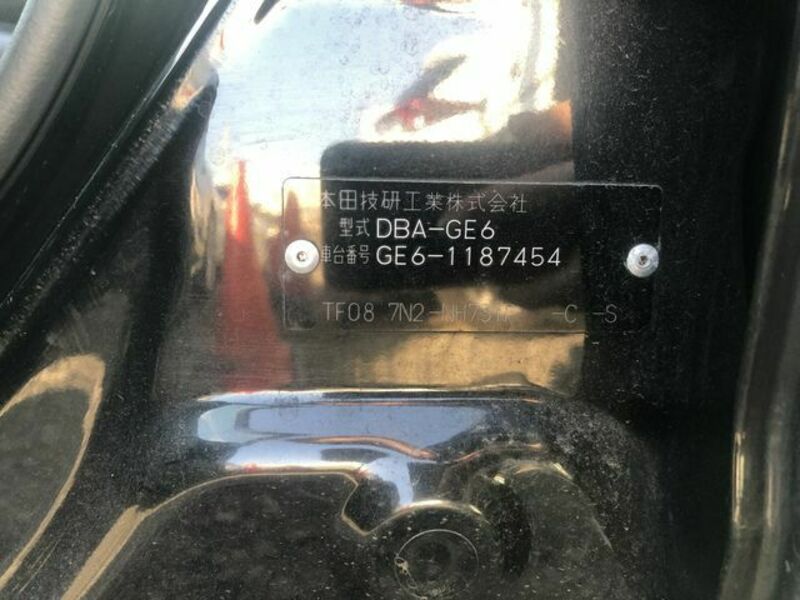 本田技研工業株式会社
型式 DBA-GE6
車台番号 GE6-1187454
TF08 7N2-NH731P -C -S